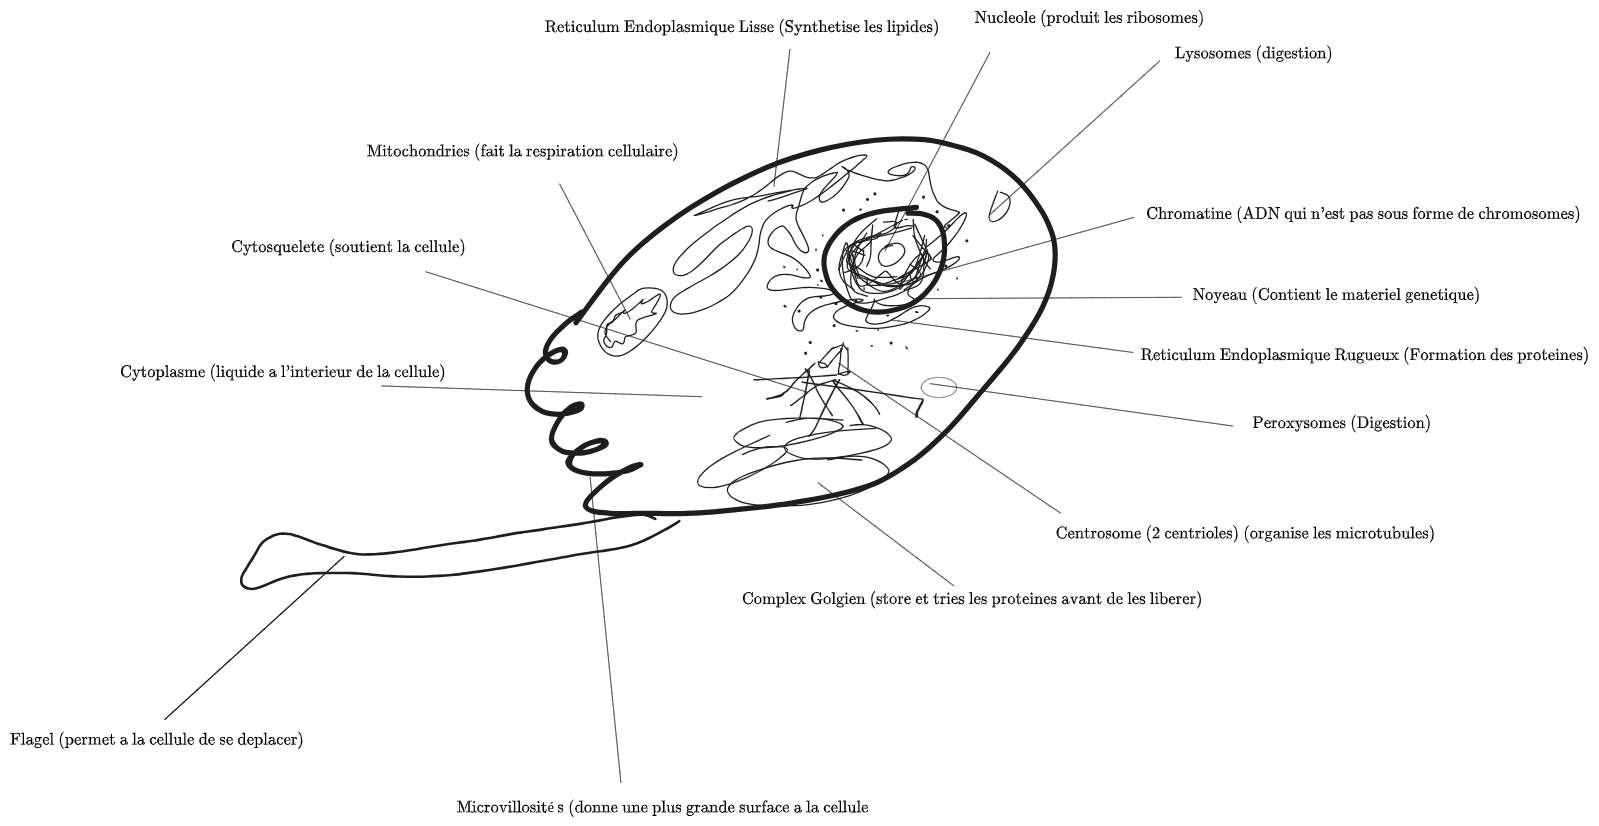 Nucleole (produit les ribosomes)
Reticulum Endoplasmique Lisse (Synthetise les lipides)
Lysosomes (digestion)
Mitochondries (fait la respiration cellulaire)
Chromatine (ADN qui n'est pas sous forme de chromosomes)
Cytosquelete (soutient la cellule)
Noyeau (Contient le materiel genetique)
Reticulum Endoplasmique Rugueux (Formation des proteines)
Cytoplasme (liquide a l'interieur de la cellule)
Peroxysomes (Digestion)
Centrosome (2 centrioles) (organise les microtubules)
Complex Golgien (store et tries les proteines avant de les liberer)
Flagel (permet a la cellule de se deplacer)
Microvillosité s (donne une plus grande surface a la cellule